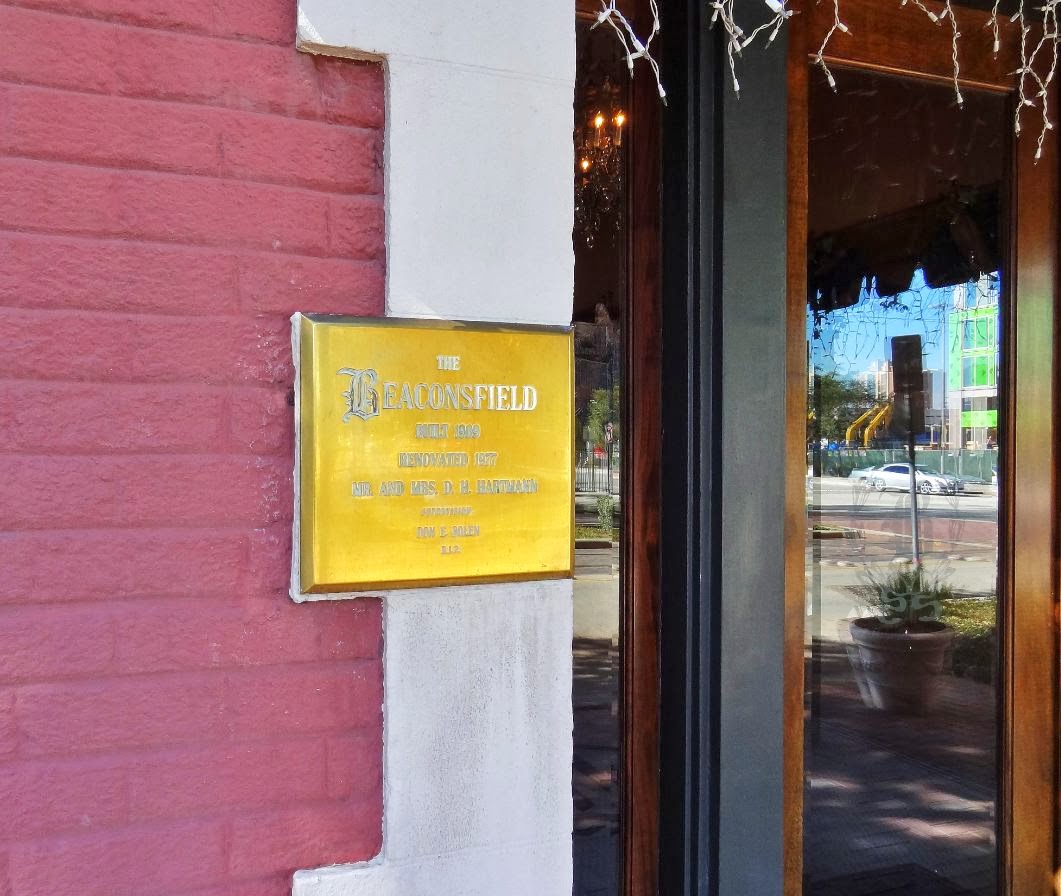 THE
BEACONSFIELD
BUILT 1909
RENOVATED 1977
MR. AND MRS. D. H. HARTMANN
DON E. BOLEN